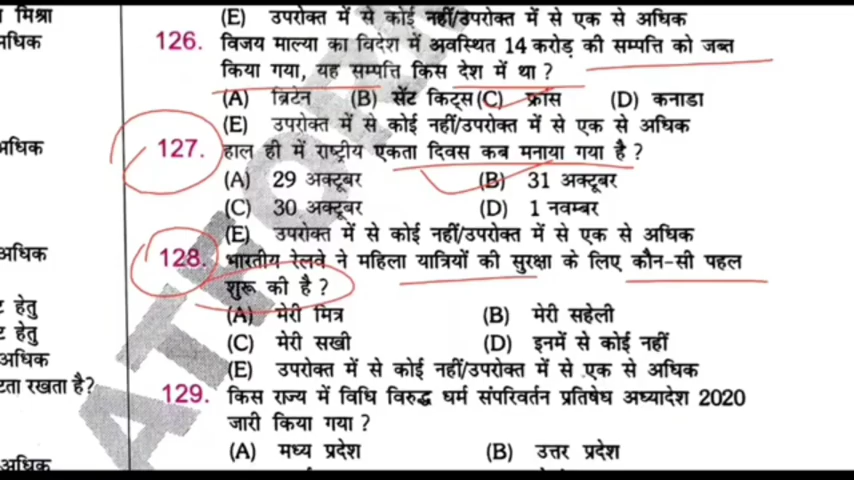 मिश्रा
अधिक
अधिक
अधिक
हेतु
हेतु
अधिक
रखता है?
अधिक
(E) उपरोक्त में से कोई नहीं/उपरोक्त में से एक से अधिक
126. विजय माल्या का विदेश में अवस्थित 14 करोड़ की सम्पत्ति को जब्त
किया गया, यह सम्पत्ति किस देश में था ?
(A) ब्रिटेन (B) सेंट किट्स (C) फ्रांस (D) कनाडा
(E) उपरोक्त में से कोई नहीं/उपरोक्त में से एक से अधिक
127. हाल ही में राष्ट्रीय एकता दिवस कब मनाया गया है ?
(A) 29 अक्टूबर (B) 31 अक्टूबर
(C) 30 अक्टूबर (D) 1 नवम्बर
(E) उपरोक्त में से कोई नहीं/उपरोक्त में से एक से अधिक
128. भारतीय रेलवे ने महिला यात्रियों की सुरक्षा के लिए कौन-सी पहल
शुरू की है ?
(A) मेरी मित्र (B) मेरी सहेली
(C) मेरी सखी (D) इनमें से कोई नहीं
(E) उपरोक्त में से कोई नहीं/उपरोक्त में से एक से अधिक
129. किस राज्य में विधि विरुद्ध धर्म संपरिवर्तन प्रतिषेध अध्यादेश 2020
जारी किया गया ?
(A) मध्य प्रदेश (B) उत्तर प्रदेश